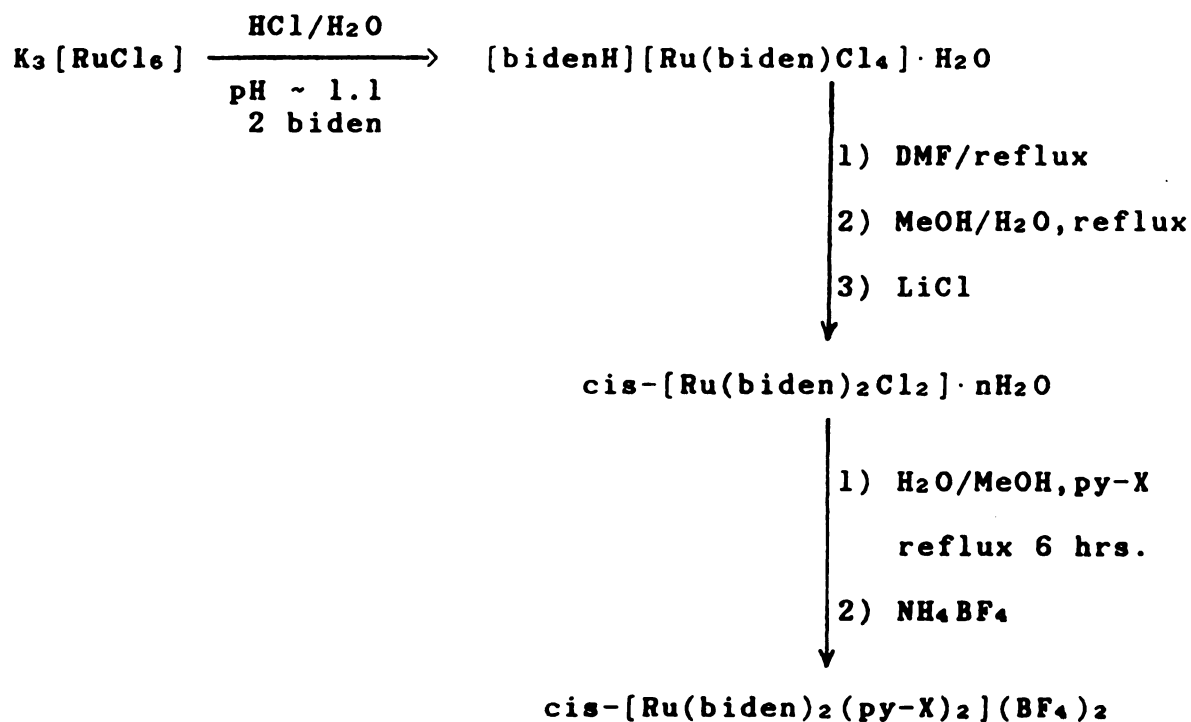 HCl/H₂O
K₃[RuCl₆] ⟶ [bidenH][Ru(biden)Cl₄]·H₂O
pH ~ 1.1
2 biden
1) DMF/reflux
2) MeOH/H₂O, reflux
3) LiCl
cis-[Ru(biden)₂Cl₂]·nH₂O
1) H₂O/MeOH, py-X
reflux 6 hrs.
2) NH₄BF₄
cis-[Ru(biden)₂(py-X)₂](BF₄)₂